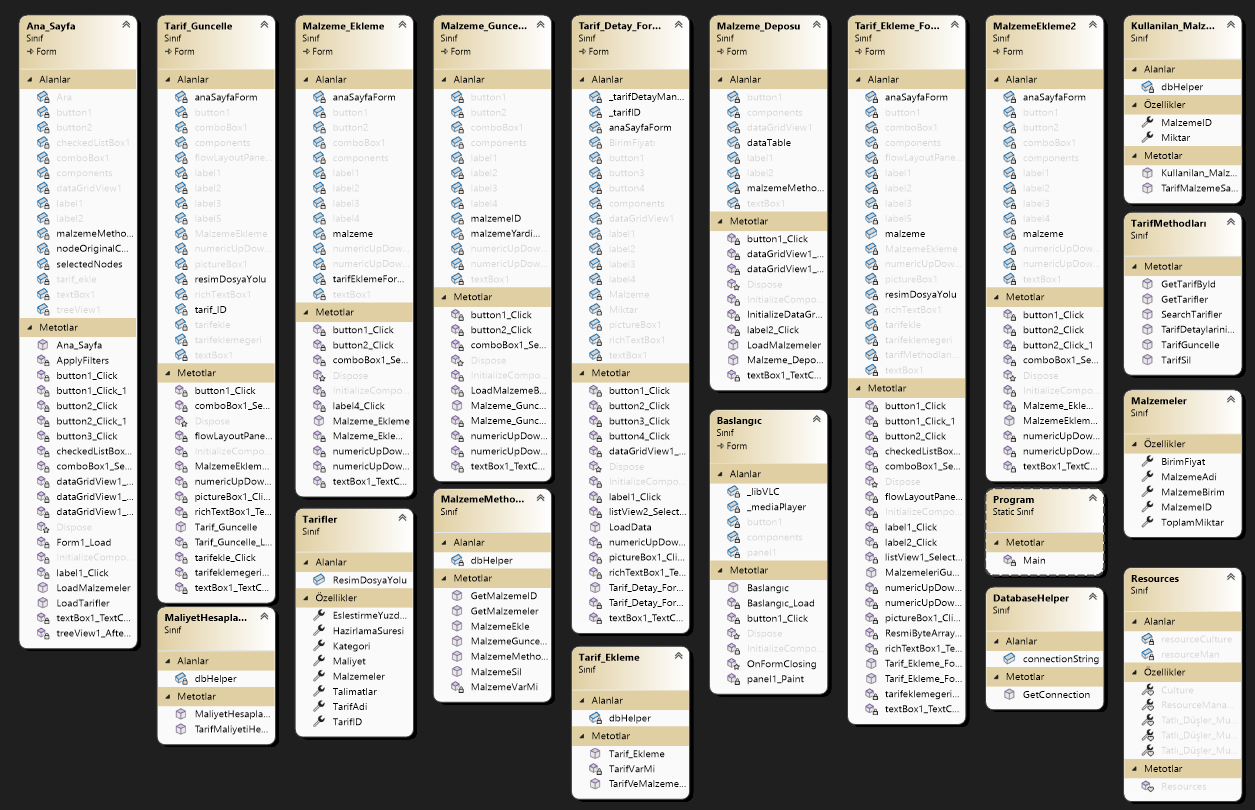 Ana_Sayfa
Sınıf
→ Form
Alanlar
Ara
button1
button2
checkedListBox1
comboBox1
components
dataGridView1
label1
label2
malzemeMetho...
nodeOriginalC...
selectedNodes
tarif_ekle
textBox1
treeView1
Metotlar
Ana_Sayfa
ApplyFilters
button1_Click
button1_Click_1
button2_Click
button2_Click_1
button3_Click
checkedListBox...
comboBox1_Se...
dataGridView1_...
dataGridView1_...
dataGridView1_...
Dispose
Form1_Load
InitializeCompo...
label1_Click
LoadMalzemeler
LoadTarifler
textBox1_TextC...
treeView1_Afte...
Tarif_Guncelle
Sınıf
→ Form
Alanlar
anaSayfaForm
button1
comboBox1
components
flowLayoutPane...
label1
label2
label3
label5
MalzemeEkleme
malzeme
numericUpDow...
pictureBox1
resimDosyaYolu
richTextBox1
tarif_ID
tarifekle
tarifeklemegeri
textBox1
Metotlar
button1_Click
comboBox1_Se...
Dispose
flowLayoutPane...
InitializeCompo...
MalzemeEklem...
numericUpDow...
pictureBox1_Cli...
richTextBox1_Te...
Tarif_Guncelle
Tarif_Guncelle_L...
tarifekle_Click
tarifeklemegeri...
textBox1_TextC...
MaliyetHesapla...
Sınıf
Alanlar
dbHelper
Metotlar
MaliyetHesapla...
TarifMaliyetiHe...
Malzeme_Ekleme
Sınıf
→ Form
Alanlar
anaSayfaForm
button1
button2
comboBox1
components
label1
label2
label3
label4
malzeme
numericUpDow...
numericUpDow...
tarifEklemeFor...
textBox1
Metotlar
button1_Click
button2_Click
comboBox1_Se...
Dispose
InitializeCompo...
label4_Click
Malzeme_Ekleme
Malzeme_Ekle...
numericUpDow...
numericUpDow...
textBox1_TextC...
Tarifler
Sınıf
Alanlar
ResimDosyaYolu
Özellikler
EslestirmeYuzd...
HazirlamaSuresi
Kategori
Maliyet
Malzemeler
Talimatlar
TarifAdi
TarifID
Malzeme_Gunce...
Sınıf
→ Form
Alanlar
button1
button2
comboBox1
components
label1
label2
label3
label4
malzemeID
malzemeYardi...
numericUpDow...
numericUpDow...
textBox1
Metotlar
button1_Click
button2_Click
comboBox1_Se...
Dispose
InitializeCompo...
LoadMalzemeB...
Malzeme_Gunc...
Malzeme_Gunc...
numericUpDow...
numericUpDow...
textBox1_TextC...
MalzemeMetho...
Sınıf
Alanlar
dbHelper
Metotlar
GetMalzemeID
GetMalzemeler
MalzemeEkle
MalzemeGunce...
MalzemeMetho...
MalzemeSil
MalzemeVarMi
Tarif_Detay_For...
Sınıf
→ Form
Alanlar
_tarifDetayMan...
_tarifID
anaSayfaForm
BirimFiyatı
button1
button3
button4
components
dataGridView1
label1
label2
label3
label4
Malzeme
Miktar
pictureBox1
richTextBox1
textBox1
Metotlar
button1_Click
button2_Click
button3_Click
button4_Click
dataGridView1_...
Dispose
InitializeCompo...
label1_Click
listView2_Select...
LoadData
numericUpDow...
pictureBox1_Cli...
richTextBox1_Te...
Tarif_Detay_For...
Tarif_Detay_For...
textBox1_TextC...
Tarif_Ekleme
Sınıf
Alanlar
dbHelper
Metotlar
Tarif_Ekleme
TarifVarMi
TarifVeMalzeme...
Malzeme_Deposu
Sınıf
→ Form
Alanlar
button1
components
dataGridView1
dataTable
label1
label2
malzemeMetho...
textBox1
Metotlar
button1_Click
dataGridView1_...
dataGridView1_...
Dispose
InitializeCompo...
InitializeDataGr...
label2_Click
LoadMalzemeler
Malzeme_Depo...
textBox1_TextC...
Baslangıc
Sınıf
→ Form
Alanlar
_libVLC
_mediaPlayer
button1
components
panel1
Metotlar
Baslangıc
Baslangıc_Load
button1_Click
Dispose
InitializeCompo...
OnFormClosing
panel1_Paint
Tarif_Ekleme_Fo...
Sınıf
→ Form
Alanlar
anaSayfaForm
button1
comboBox1
components
flowLayoutPane...
label1
label2
label3
label5
malzeme
MalzemeEkleme
numericUpDow...
pictureBox1
resimDosyaYolu
richTextBox1
tarifekle
tarifeklemegeri
tarifMethodları...
textBox1
Metotlar
button1_Click
button1_Click_1
button2_Click
checkedListBox...
comboBox1_Se...
Dispose
flowLayoutPane...
InitializeCompo...
label1_Click
label2_Click
listView1_Select...
MalzemeleriGu...
numericUpDow...
numericUpDow...
pictureBox1_Cli...
ResmiByteArray...
richTextBox1_Te...
Tarif_Ekleme_Fo...
Tarif_Ekleme_Fo...
tarifeklemegeri...
textBox1_TextC...
MalzemeEkleme2
Sınıf
→ Form
Alanlar
anaSayfaForm
button1
button2
comboBox1
components
label1
label2
label3
label4
malzeme
numericUpDow...
numericUpDow...
textBox1
Metotlar
button1_Click
button2_Click
button2_Click_1
comboBox1_Se...
Dispose
InitializeCompo...
Malzeme_Ekle...
MalzemeEklem...
numericUpDow...
numericUpDow...
textBox1_TextC...
Program
Static Sınıf
Metotlar
Main
DatabaseHelper
Sınıf
Alanlar
connectionString
Metotlar
GetConnection
Kullanilan_Malz...
Sınıf
Alanlar
dbHelper
Özellikler
MalzemeID
Miktar
Metotlar
Kullanilan_Malz...
TarifMalzemeSa...
TarifMethodları
Sınıf
Metotlar
GetTarifById
GetTarifler
SearchTarifler
TarifDetaylarini...
TarifGuncelle
TarifSil
Malzemeler
Sınıf
Özellikler
BirimFiyat
MalzemeAdi
MalzemeBirim
MalzemeID
ToplamMiktar
Resources
Sınıf
Alanlar
resourceCulture
resourceMan
Özellikler
Culture
ResourceMana...
Tatlı_Düşler_Mu...
Tatlı_Düşler_Mu...
Tatlı_Düşler_Mu...
Metotlar
Resources